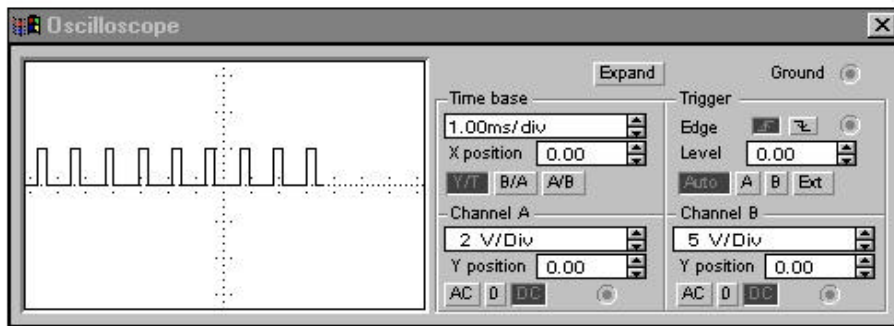 Oscilloscope
Expand Ground
Time base Trigger
1.00ms/div Edge
X position 0.00 Level 0.00
Y/T B/A A/B Auto A B Ext
Channel A Channel B
2 V/Div 5 V/Div
Y position 0.00 Y position 0.00
AC 0 DC AC 0 DC